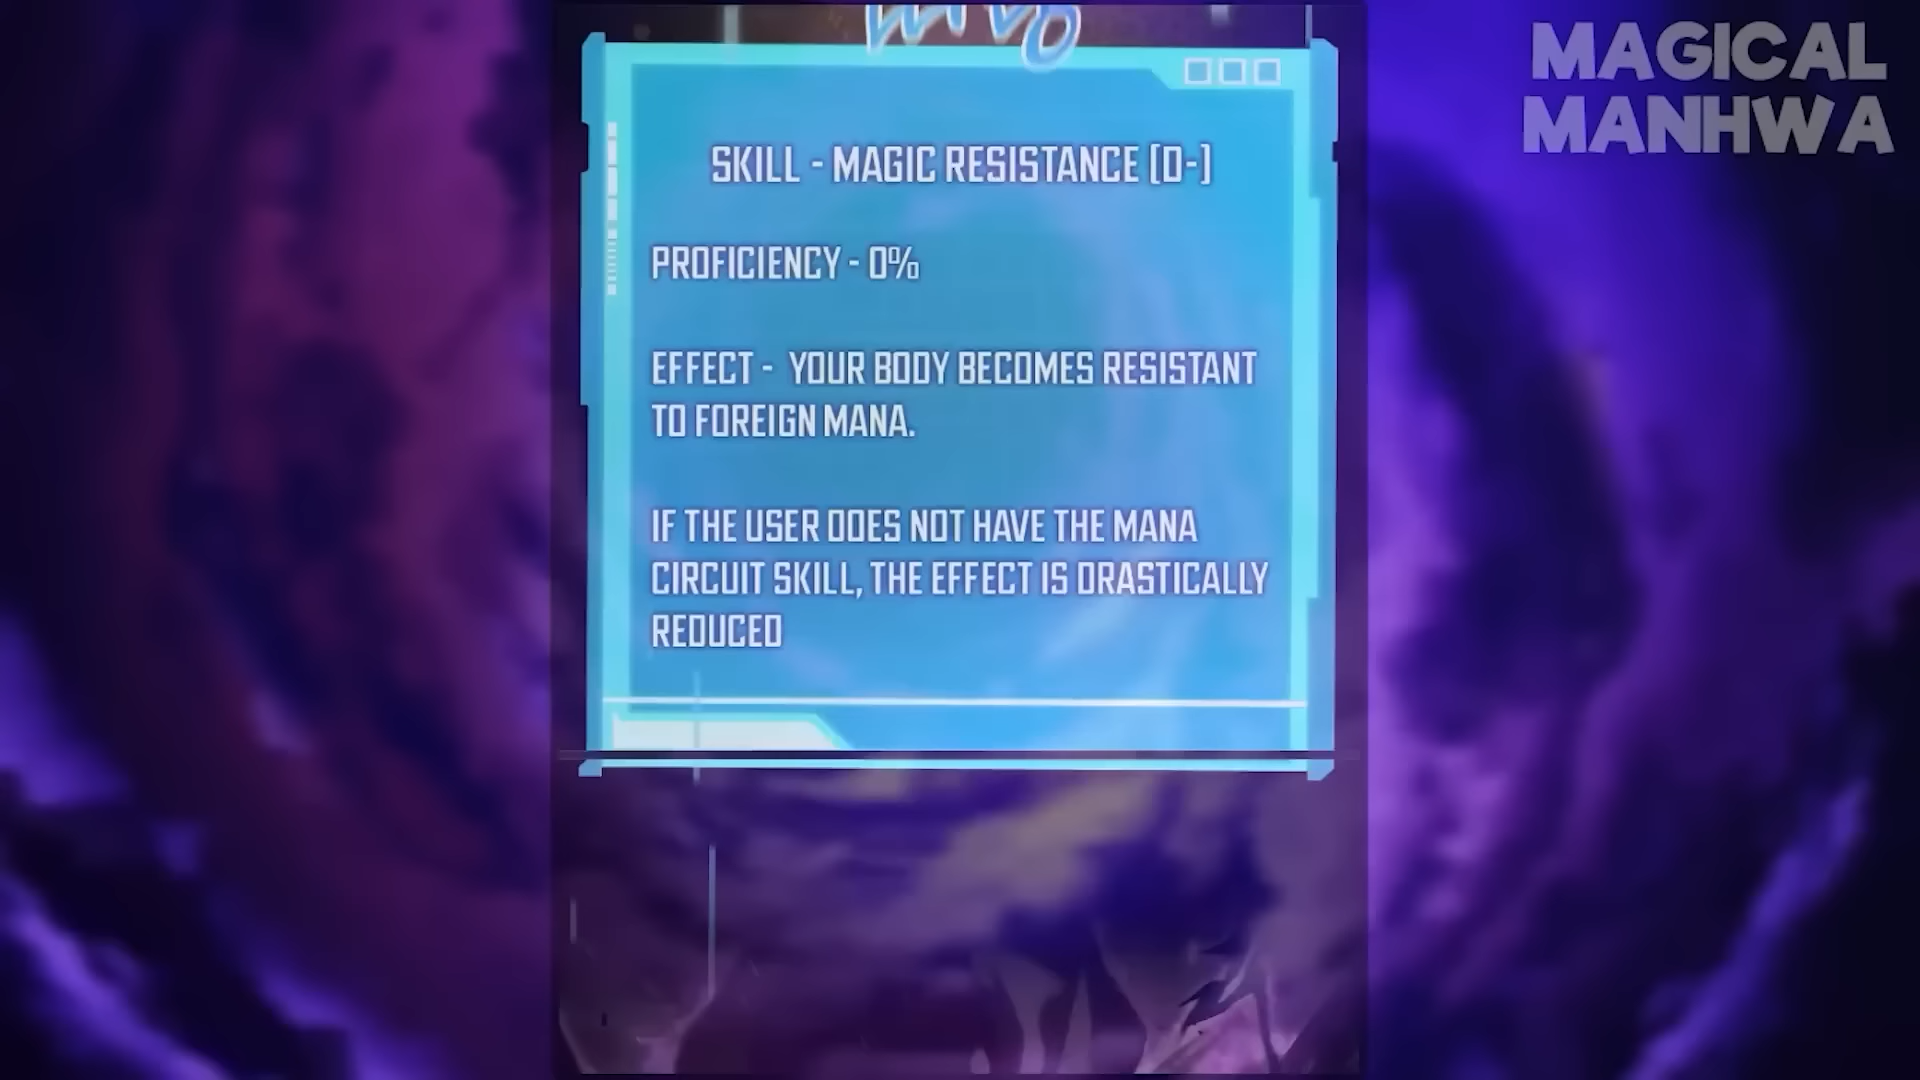 MAGICAL
MANHWA
SKILL - MAGIC RESISTANCE [D-]
PROFICIENCY - 0%
EFFECT - YOUR BODY BECOMES RESISTANT
TO FOREIGN MANA.
IF THE USER DOES NOT HAVE THE MANA
CIRCUIT SKILL, THE EFFECT IS DRASTICALLY
REDUCED